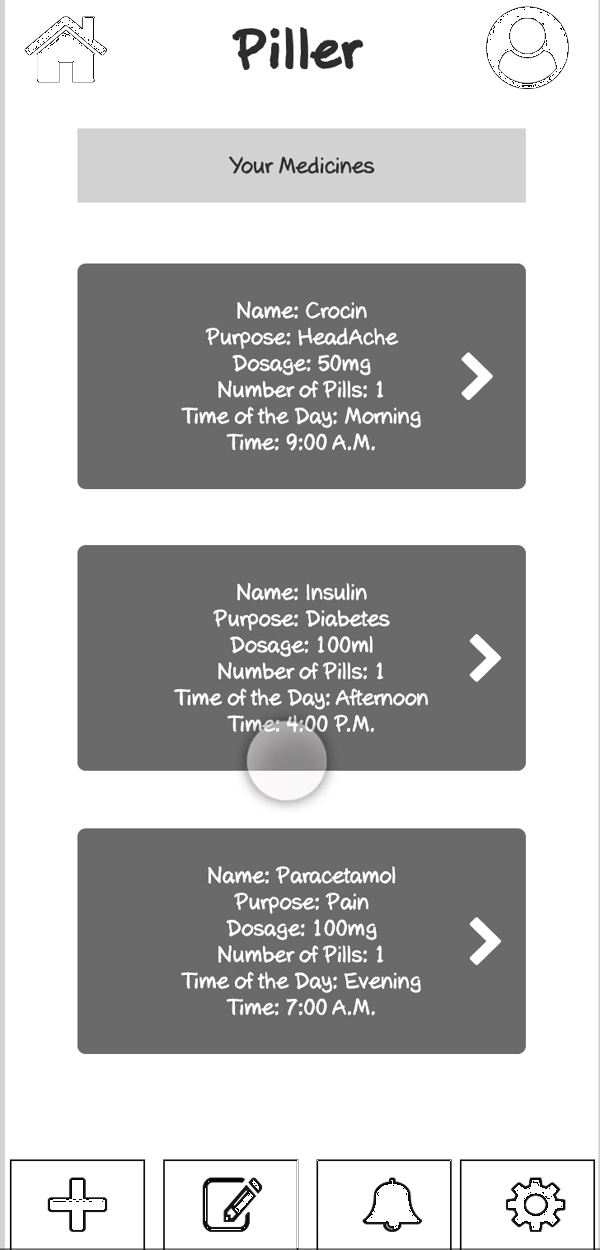 Piller
Your Medicines
Name: Crocin
Purpose: HeadAche
Dosage: 50mg
Number of Pills: 1
Time of the Day: Morning
Time: 9:00 A.M.
Name: Insulin
Purpose: Diabetes
Dosage: 100ml
Number of Pills: 1
Time of the Day: Afternoon
Time: 4:00 P.M.
Name: Paracetamol
Purpose: Pain
Dosage: 100mg
Number of Pills: 1
Time of the Day: Evening
Time: 7:00 A.M.